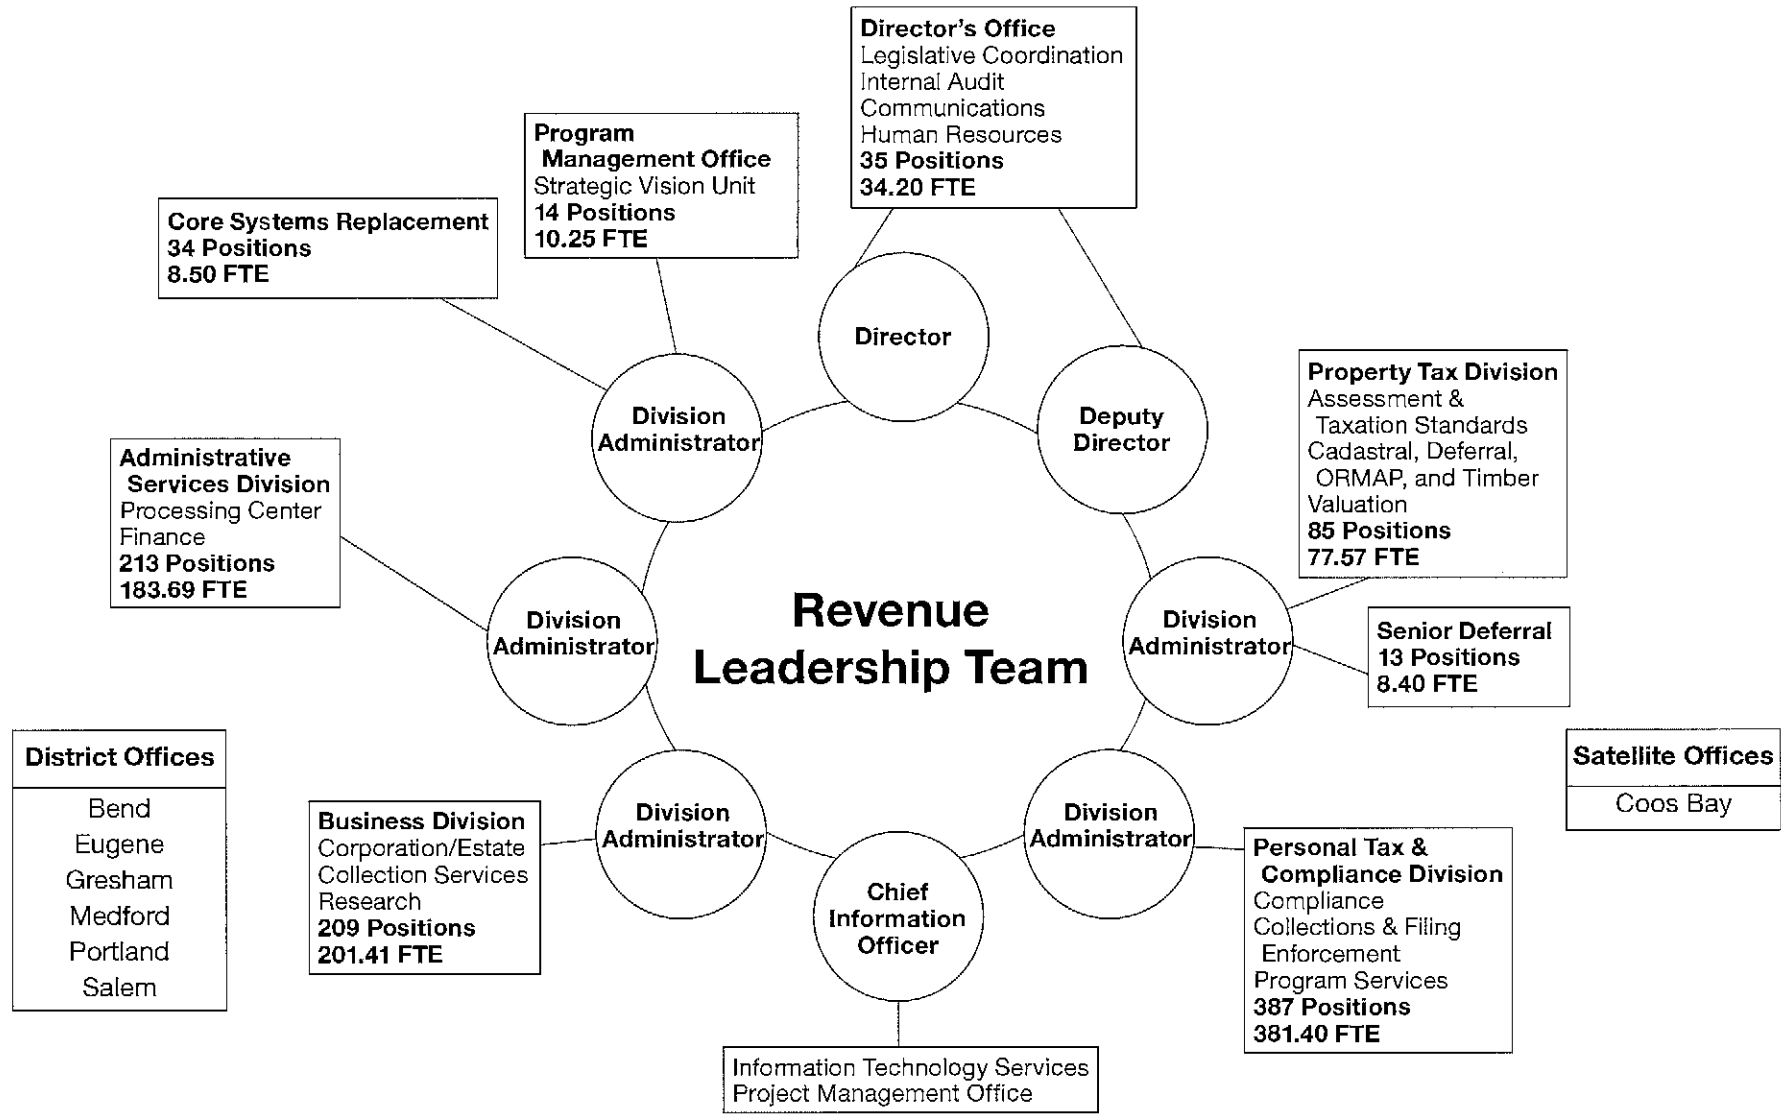 Director's Office
Legislative Coordination
Internal Audit
Communications
Human Resources
35 Positions
34.20 FTE
Program
Management Office
Strategic Vision Unit
14 Positions
10.25 FTE
Core Systems Replacement
34 Positions
8.50 FTE
Director
Division
Administrator
Deputy
Director
Property Tax Division
Assessment &
Taxation Standards
Cadastral, Deferral,
ORMAP, and Timber
Valuation
85 Positions
77.57 FTE
Administrative
Services Division
Processing Center
Finance
213 Positions
183.69 FTE
Division
Administrator
Revenue
Leadership Team
Division
Administrator
Senior Deferral
13 Positions
8.40 FTE
District Offices
Bend
Eugene
Gresham
Medford
Portland
Salem
Business Division
Corporation/Estate
Collection Services
Research
209 Positions
201.41 FTE
Division
Administrator
Chief
Information
Officer
Division
Administrator
Satellite Offices
Coos Bay
Personal Tax &
Compliance Division
Compliance
Collections & Filing
Enforcement
Program Services
387 Positions
381.40 FTE
Information Technology Services
Project Management Office